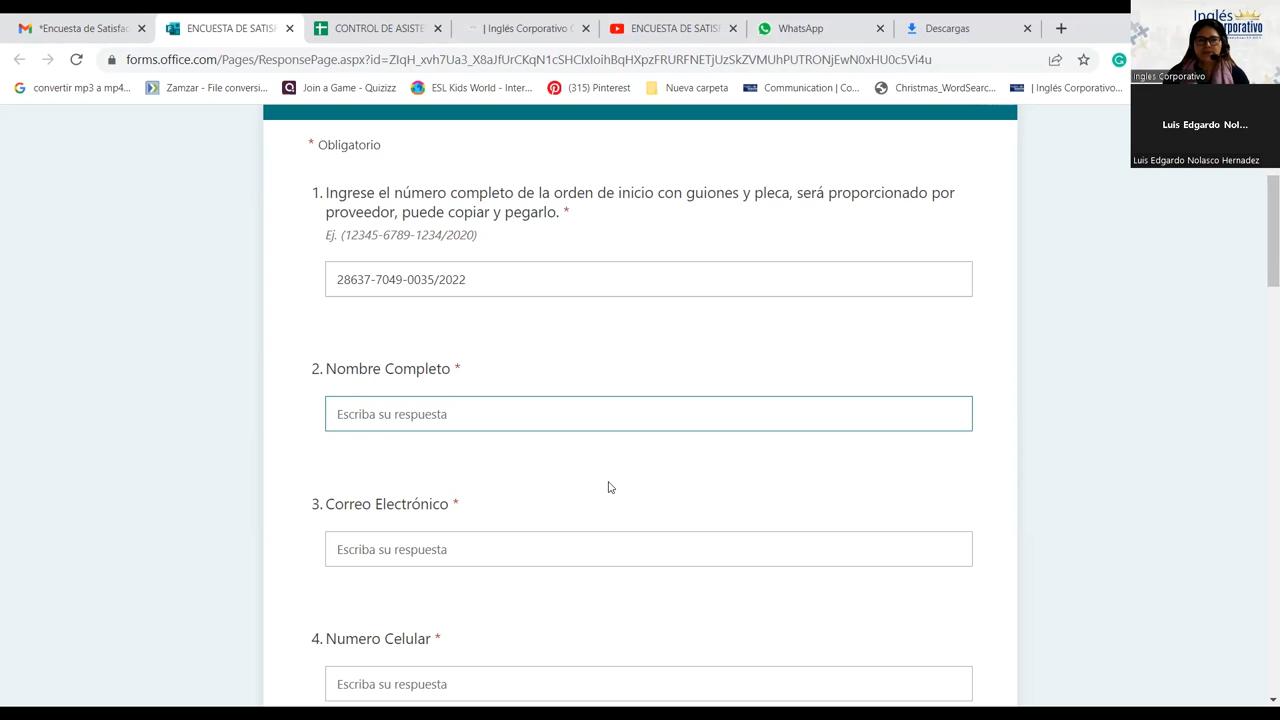 *Encuesta de Satisfac
ENCUESTA DE SATISF
CONTROL DE ASISTE
| Inglés Corporativo C
ENCUESTA DE SATISF
WhatsApp
Descargas
forms.office.com/Pages/ResponsePage.aspx?id=
convertir mp3 a mp4...
Zamzar - File conversi...
Join a Game - Quizizz
ESL Kids World - Inter...
(315) Pinterest
Nueva carpeta
Communication | Co...
Christmas_WordSearc...
| Inglés Corporativo...
Inglés
Ingles Corporativo
Luis Edgardo Nol...
Luis Edgardo Nolasco Hernadez
* Obligatorio
1. Ingrese el número completo de la orden de inicio con guiones y pleca, será proporcionado por
proveedor, puede copiar y pegarlo. *
Ej. (12345-6789-1234/2020)
28637-7049-0035/2022
2. Nombre Completo *
Escriba su respuesta
3. Correo Electrónico *
Escriba su respuesta
4. Numero Celular *
Escriba su respuesta